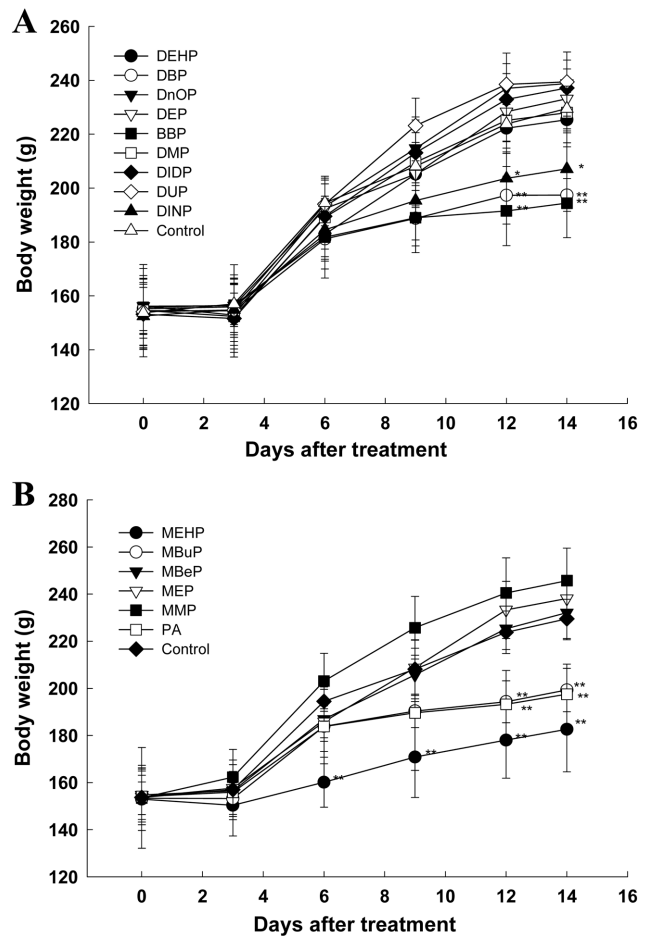 A
260
240
220
200
180
160
140
120
Body weight (g)
DEHP
DBP
DnOP
DEP
BBP
DMP
DIDP
DUP
DINP
Control
*
*
**
**
**
**
0 2 4 6 8 10 12 14 16
Days after treatment
B
280
260
240
220
200
180
160
140
120
Body weight (g)
MEHP
MBuP
MBeP
MEP
MMP
PA
Control
**
**
**
**
**
**
**
**
0 2 4 6 8 10 12 14 16
Days after treatment